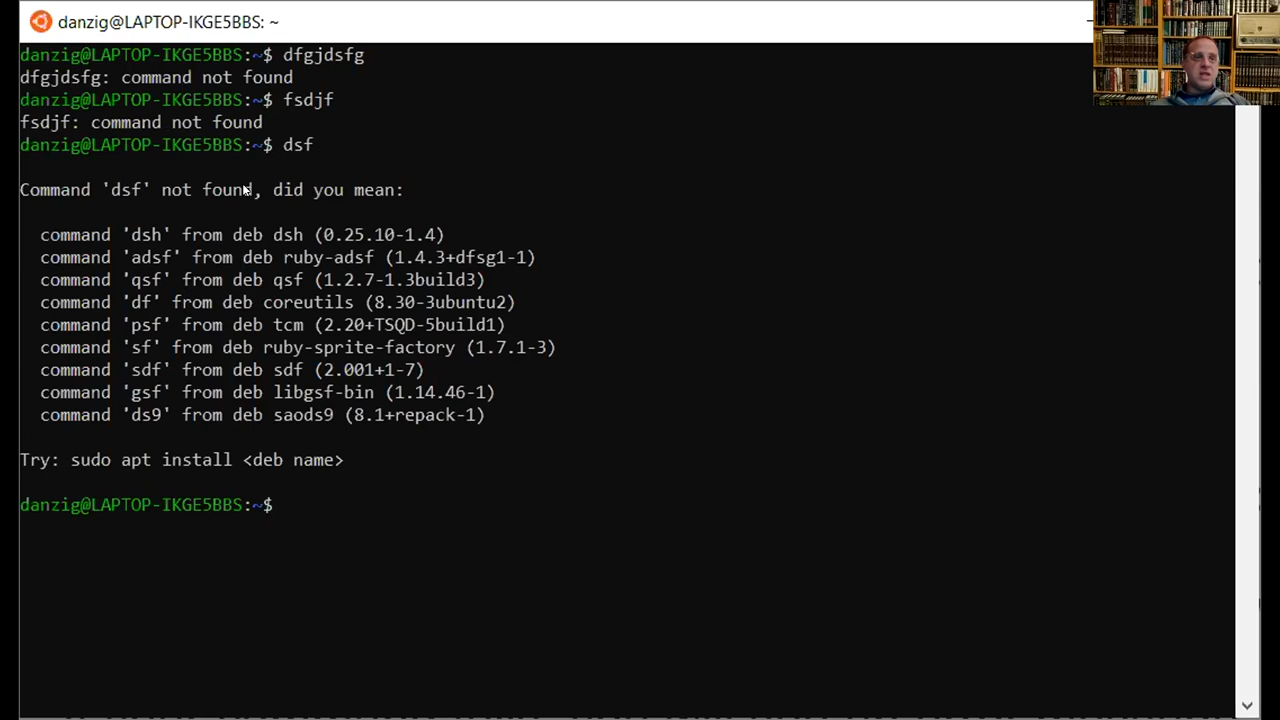 danzig@LAPTOP-IKGE5BBS: ~
danzig@LAPTOP-IKGE5BBS:~$ dfgjdsfg
dfgjdsfg: command not found
danzig@LAPTOP-IKGE5BBS:~$ fsdjf
fsdjf: command not found
danzig@LAPTOP-IKGE5BBS:~$ dsf
Command 'dsf' not found, did you mean:
command 'dsh' from deb dsh (0.25.10-1.4)
command 'adsf' from deb ruby-adsf (1.4.3+dfsg1-1)
command 'qsf' from deb qsf (1.2.7-1.3build3)
command 'df' from deb coreutils (8.30-3ubuntu2)
command 'psf' from deb tcm (2.20+TSQD-5build1)
command 'sf' from deb ruby-sprite-factory (1.7.1-3)
command 'sdf' from deb sdf (2.001+1-7)
command 'gsf' from deb libgsf-bin (1.14.46-1)
command 'ds9' from deb saods9 (8.1+repack-1)
Try: sudo apt install <deb name>
danzig@LAPTOP-IKGE5BBS:~$